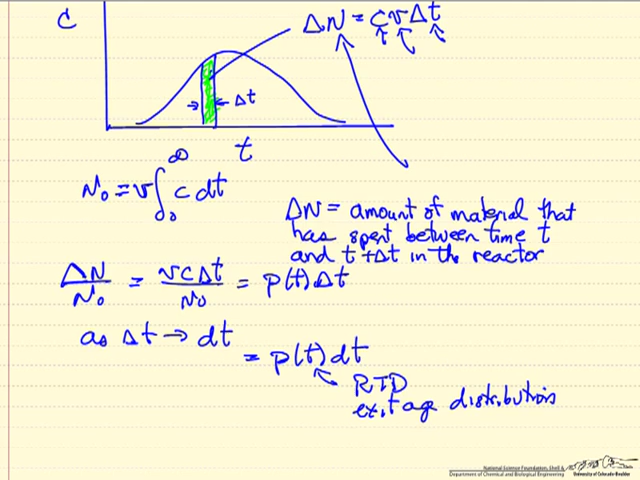 C
ΔN = cvΔt
Δt
t
N₀ = v∫₀^∞ c dt
ΔN = amount of material that
has spent between time t
and t+Δt in the reactor
ΔN/N₀ = vcΔt/N₀ = p(t)Δt
as Δt → dt
= p(t)dt
RTD
exit age distribution
National Science Foundation, Shell &
Department of Chemical and Biological Engineering
University of Colorado Boulder